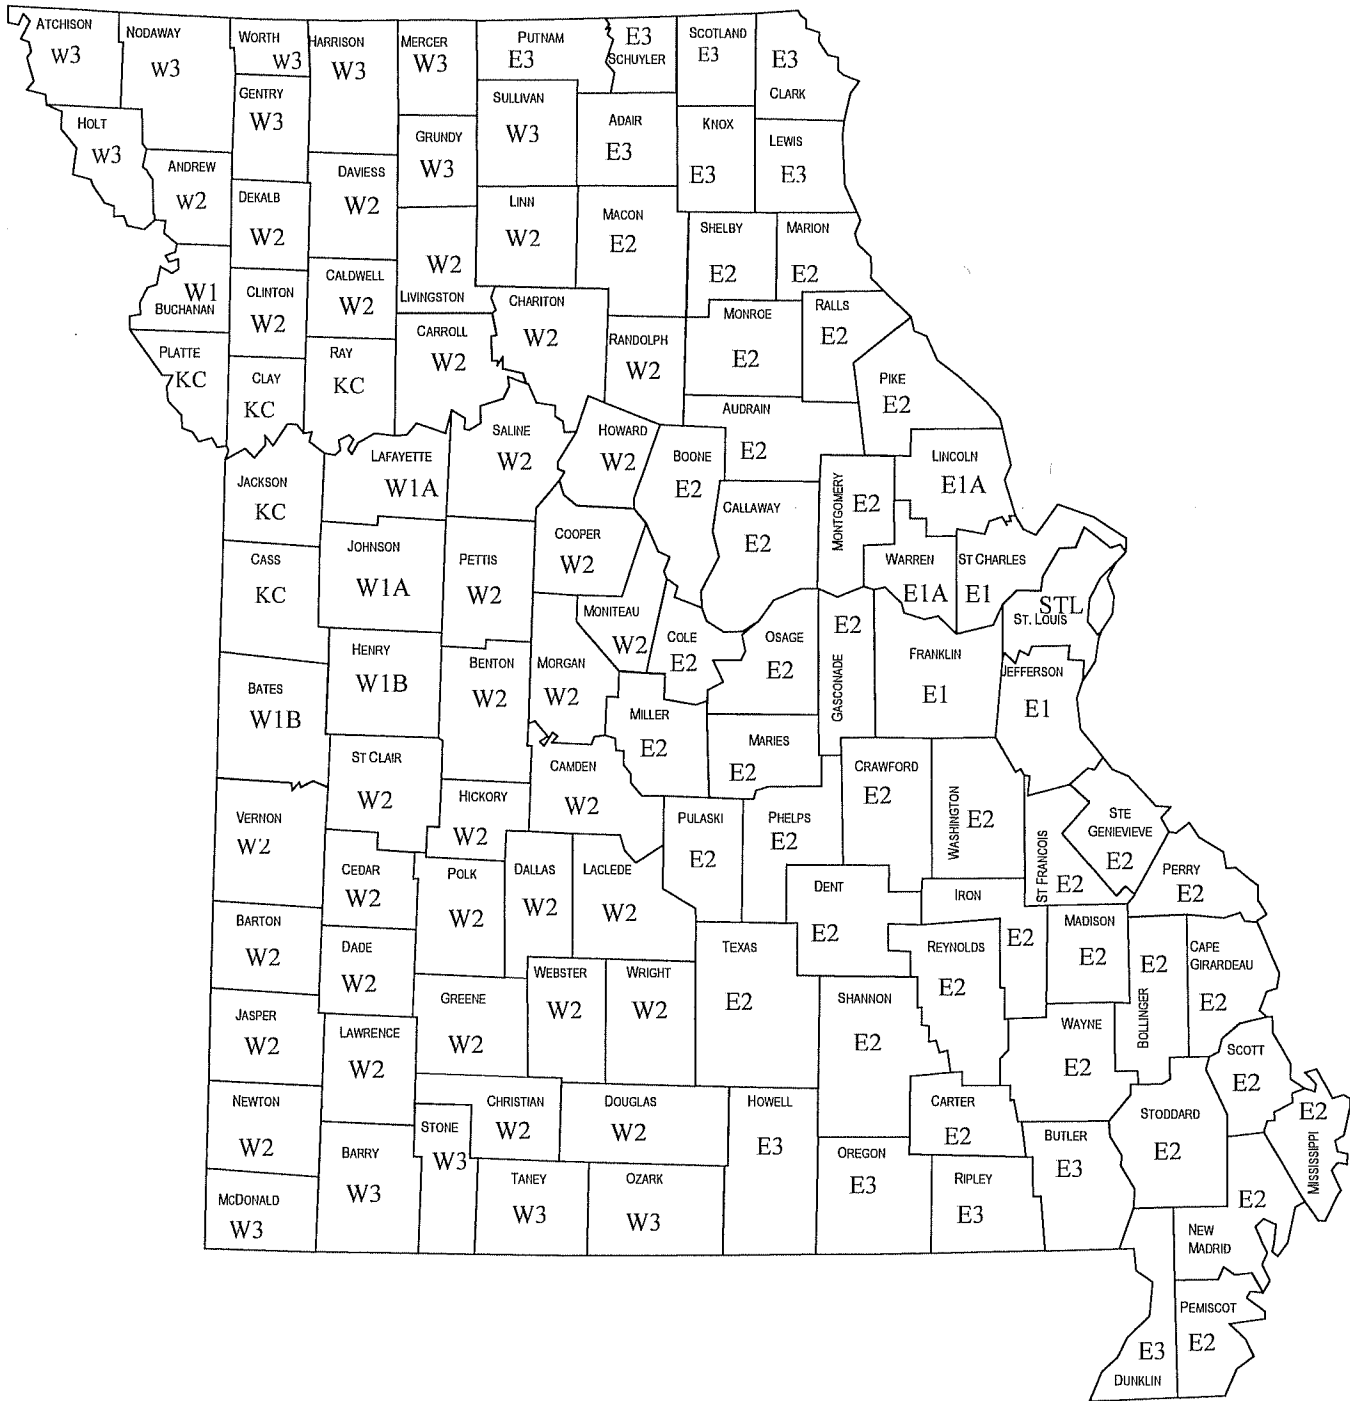 ATCHISON
W3
NODAWAY
W3
WORTH
W3
HARRISON
W3
MERCER
W3
PUTNAM
E3
E3
SCHUYLER
SCOTLAND
E3
E3
CLARK
HOLT
W3
GENTRY
W3
GRUNDY
W3
SULLIVAN
W3
ADAIR
E3
KNOX
E3
LEWIS
E3
ANDREW
W2
DEKALB
W2
DAVIESS
W2
W2
LIVINGSTON
LINN
W2
MACON
E2
SHELBY
E2
MARION
E2
W1
BUCHANAN
CLINTON
W2
CALDWELL
W2
CARROLL
W2
CHARITON
W2
RANDOLPH
W2
MONROE
E2
RALLS
E2
PLATTE
KC
CLAY
KC
RAY
KC
PIKE
E2
AUDRAIN
E2
SALINE
W2
HOWARD
W2
BOONE
E2
LINCOLN
E1A
LAFAYETTE
W1A
JACKSON
KC
CALLAWAY
E2
MONTGOMERY
E2
COOPER
W2
JOHNSON
W1A
PETTIS
W2
CASS
KC
WARREN
E1A
ST CHARLES
E1
STL
ST. LOUIS
MONITEAU
W2
COLE
E2
OSAGE
E2
E2
GASCONADE
FRANKLIN
E1
JEFFERSON
E1
HENRY
W1B
BENTON
W2
MORGAN
W2
BATES
W1B
MILLER
E2
MARIES
E2
ST CLAIR
W2
CAMDEN
W2
CRAWFORD
E2
WASHINGTON
E2
HICKORY
W2
VERNON
W2
PULASKI
E2
PHELPS
E2
ST FRANCOIS
E2
STE
GENEVIEVE
E2
PERRY
E2
CEDAR
W2
POLK
W2
DALLAS
W2
LACLEDE
W2
DENT
E2
IRON
E2
MADISON
E2
BARTON
W2
DADE
W2
TEXAS
E2
REYNOLDS
E2
E2
BOLLINGER
CAPE
GIRARDEAU
E2
WEBSTER
W2
WRIGHT
W2
GREENE
W2
SHANNON
E2
JASPER
W2
LAWRENCE
W2
WAYNE
E2
SCOTT
E2
NEWTON
W2
CHRISTIAN
W2
DOUGLAS
W2
HOWELL
E3
CARTER
E2
STODDARD
E2
E2
MISSISSIPPI
STONE
W3
BARRY
W3
BUTLER
E3
OREGON
E3
RIPLEY
E3
TANEY
W3
OZARK
W3
McDONALD
W3
E2
NEW
MADRID
PEMISCOT
E2
E3
DUNKLIN